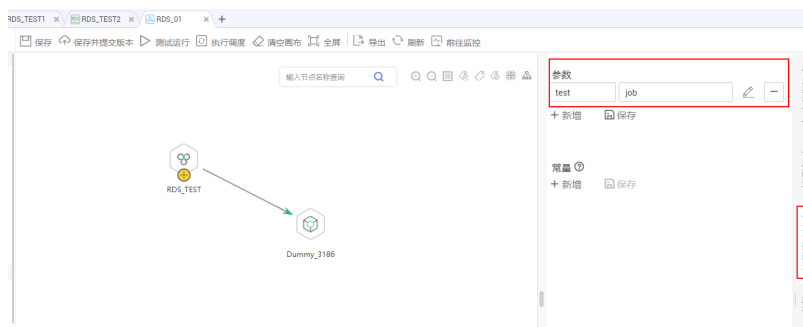 RDS_TEST1 × RDS_TEST2 × RDS_01 × +
保存 保存并提交版本 测试运行 执行调度 清空画布 全屏 导出 刷新 前往监控
输入节点名称查询
参数
test job
+ 新增 保存
常量
+ 新增 保存
RDS_TEST
Dummy_3186